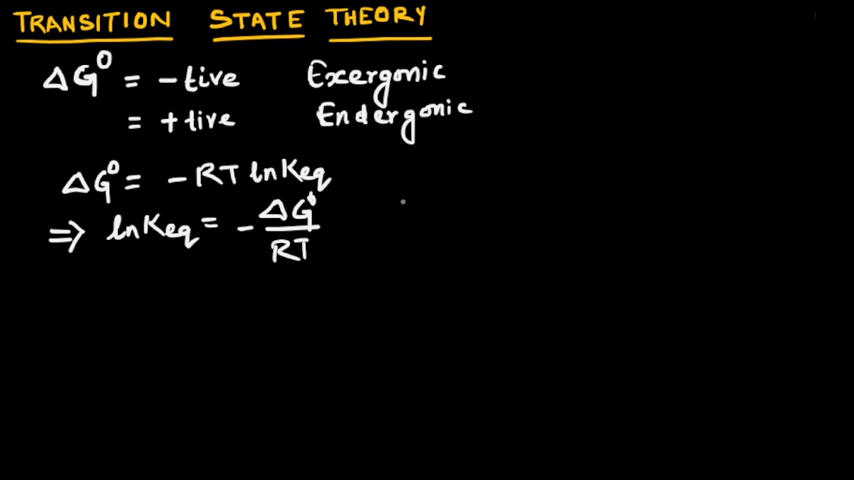 TRANSITION STATE THEORY
ΔG⁰ = -tive Exergonic
= +tive Endergonic
ΔG⁰ = - RT lnKeq
⇒ lnKeq = - ΔG⁰/RT